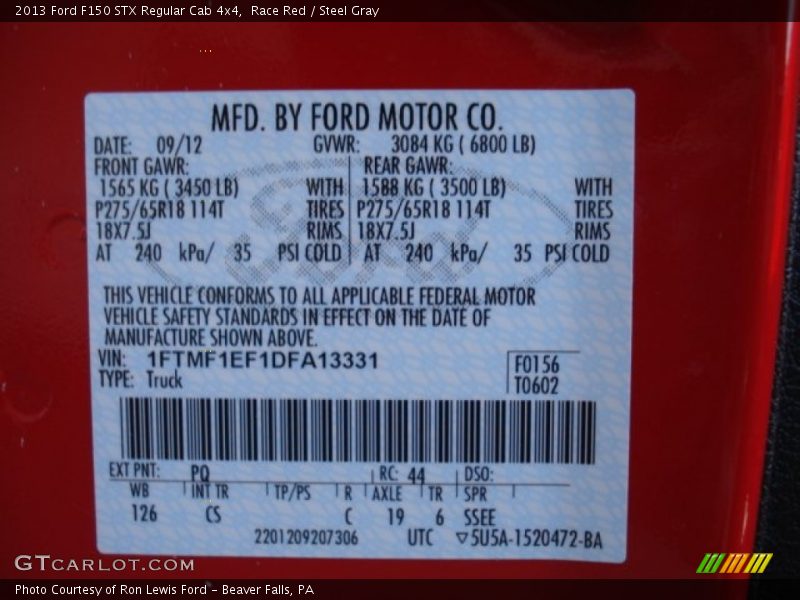 2013 Ford F150 STX Regular Cab 4x4,  Race Red / Steel Gray
MFD. BY FORD MOTOR CO.
DATE: 09/12 GVWR: 3084 KG ( 6800 LB)
FRONT GAWR: REAR GAWR:
1565 KG ( 3450 LB) WITH 1588 KG ( 3500 LB) WITH
P275/65R18 114T TIRES P275/65R18 114T TIRES
18X7.5J RIMS 18X7.5J RIMS
AT 240 kPa/ 35 PSI COLD AT 240 kPa/ 35 PSI COLD
THIS VEHICLE CONFORMS TO ALL APPLICABLE FEDERAL MOTOR
VEHICLE SAFETY STANDARDS IN EFFECT ON THE DATE OF
MANUFACTURE SHOWN ABOVE.
VIN: 1FTMF1EF1DFA13331
TYPE: Truck
F0156
T0602
EXT PNT: PQ RC: 44 DSO:
WB INT TR TP/PS R AXLE TR SPR
126 CS C 19 6 SSEE
2201209207306 UTC ▽5U5A-1520472-BA
GTCARLOT.COM
Photo Courtesy of Ron Lewis Ford - Beaver Falls, PA